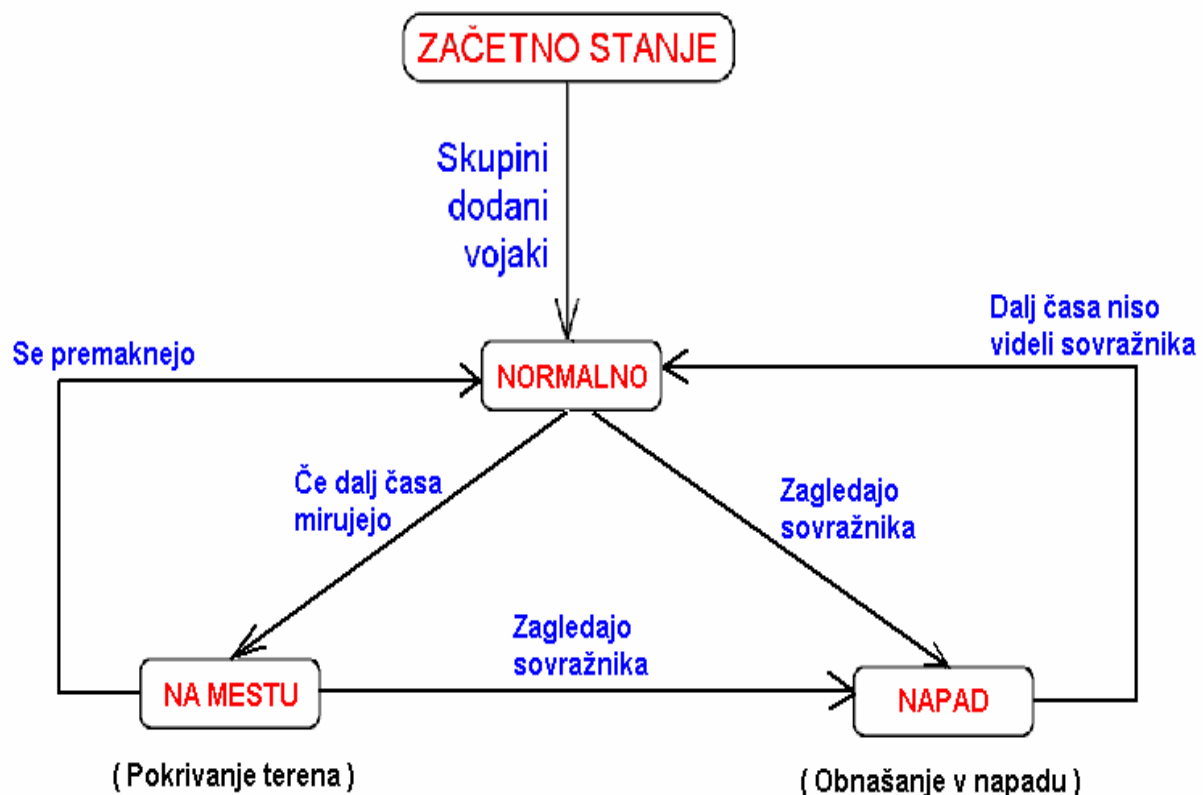 ZAČETNO STANJE
Skupini
dodani
vojaki
Dalj časa niso
videli sovražnika
Se premaknejo
NORMALNO
Če dalj časa
mirujejo
Zagledajo
sovražnika
Zagledajo
sovražnika
NA MESTU
NAPAD
( Pokrivanje terena )
( Obnašanje v napadu )